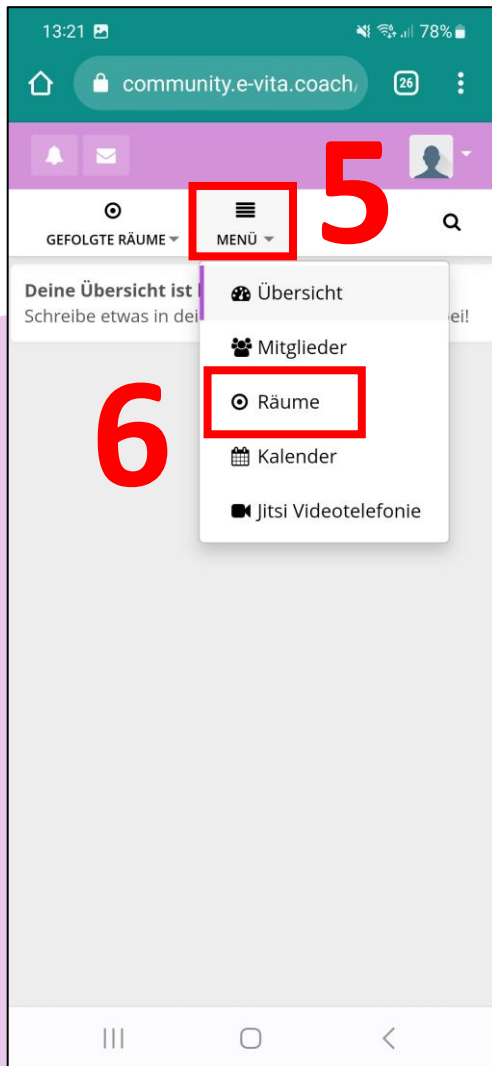 13:21 78%
community.e-vita.coach/ 26
5
GEFOLGTE RÄUME MENÜ
Deine Übersicht ist
Schreibe etwas in dei ei!
Übersicht
Mitglieder
6
Räume
Kalender
Jitsi Videotelefonie